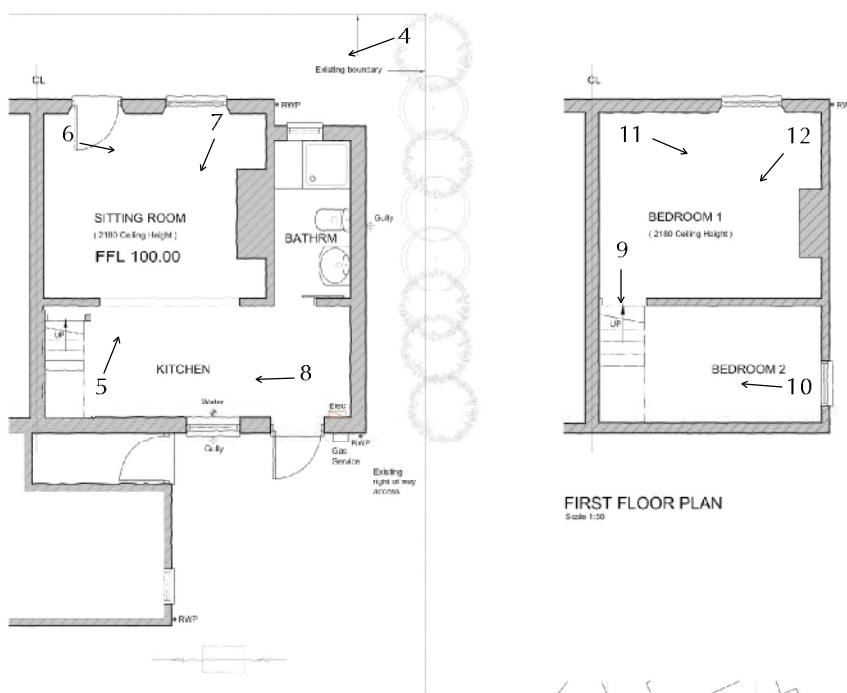 4
Existing boundary
CL
RWP
6
7
SITTING ROOM
( 2180 Ceiling Height )
FFL 100.00
BATHRM
Gully
UP
5
KITCHEN
8
Water
Elec
Gully
Gas
Service
RWP
Existing
right of way
access
RWP
CL
RW
11
12
BEDROOM 1
( 2180 Ceiling Height )
9
UP
BEDROOM 2
10
FIRST FLOOR PLAN
Scale 1:50